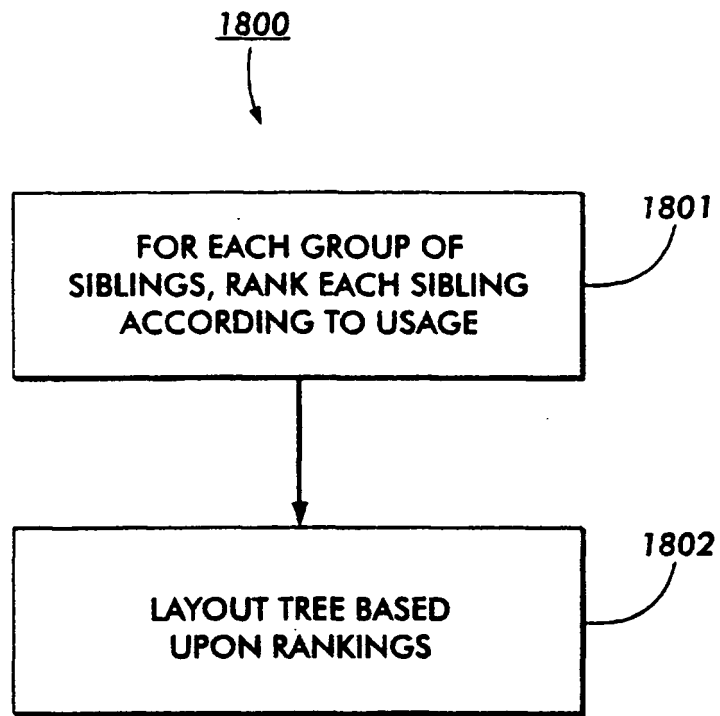 1800
1801
FOR EACH GROUP OF
SIBLINGS, RANK EACH SIBLING
ACCORDING TO USAGE
1802
LAYOUT TREE BASED
UPON RANKINGS